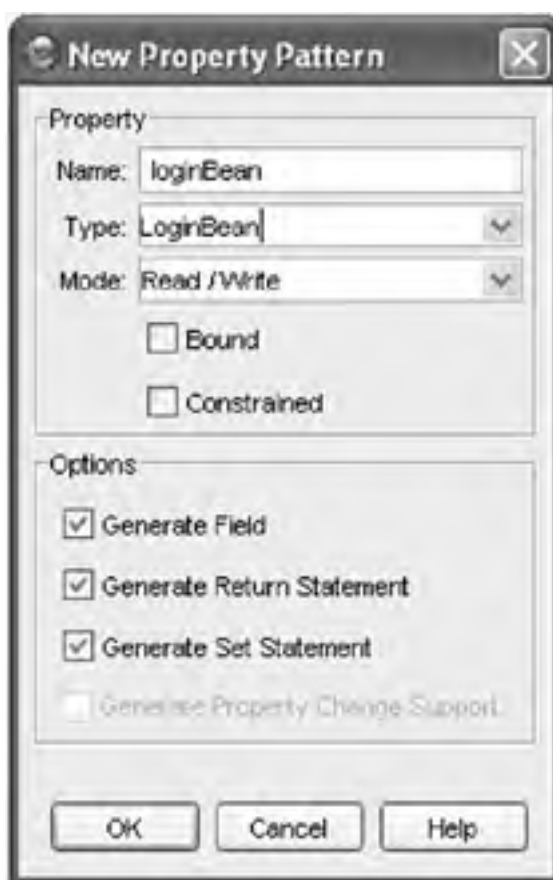 New Property Pattern
Property
Name: loginBean
Type: LoginBean
Mode: Read / Write
Bound
Constrained
Options
Generate Field
Generate Return Statement
Generate Set Statement
Generate Property Change Support
OK Cancel Help